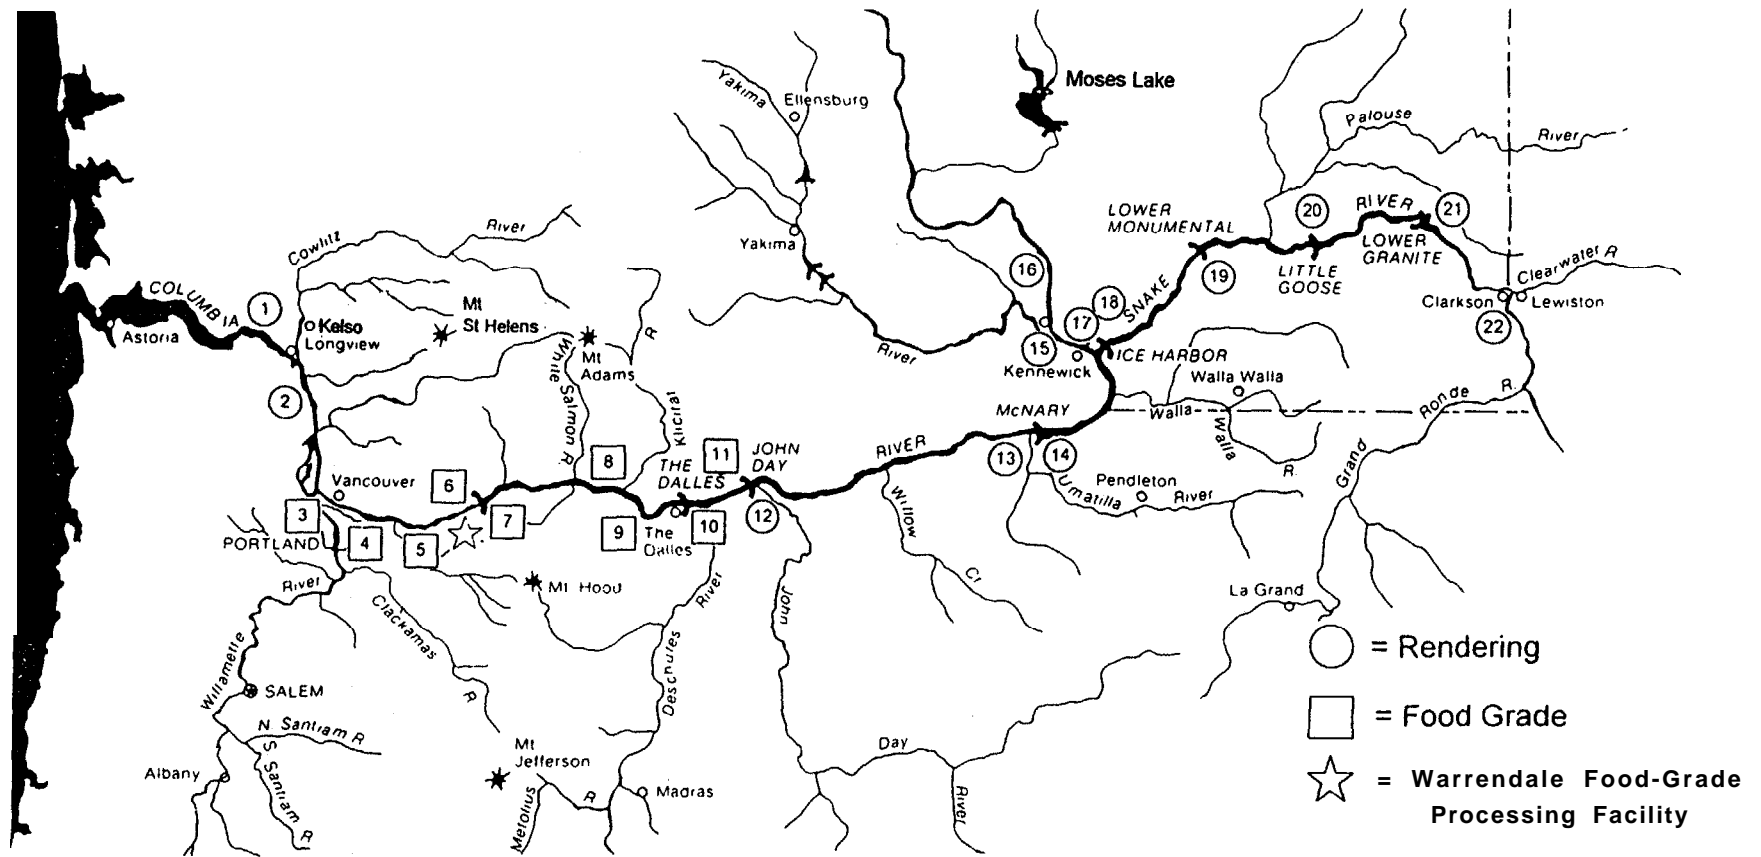 Moses Lake
Yakima
Ellensburg
Palouse
River
Yakima
River
Cowlitz
River
COLUMBIA
Astoria
1
Kelso
Longview
Mt
St Helens
Mt
Adams
White
Salmon R.
R
Klicitat
2
Vancouver
3
PORTLAND
4
5
6
7
8
9
The
Dalles
10
THE
DALLES
11
JOHN
DAY
12
RIVER
McNARY
13
14
15
Kennewick
16
17
18
ICE HARBOR
SNAKE
LOWER
MONUMENTAL
19
20
LITTLE
GOOSE
RIVER
LOWER
GRANITE
21
Clearwater R
Clarkson
Lewiston
22
Walla Walla
Walla
Walla
R.
Grand
Ronde
R.
Pendleton
Umatilla
River
Willow
Cr
La Grand
River
Willamette
Clackamas
R
Mt Hood
River
Deschutes
John
Day
River
SALEM
N Santiam R
S Santiam R
Albany
Mt
Jefferson
Metolius
R
Madras
= Rendering
= Food Grade
= Warrendale Food-Grade
Processing Facility